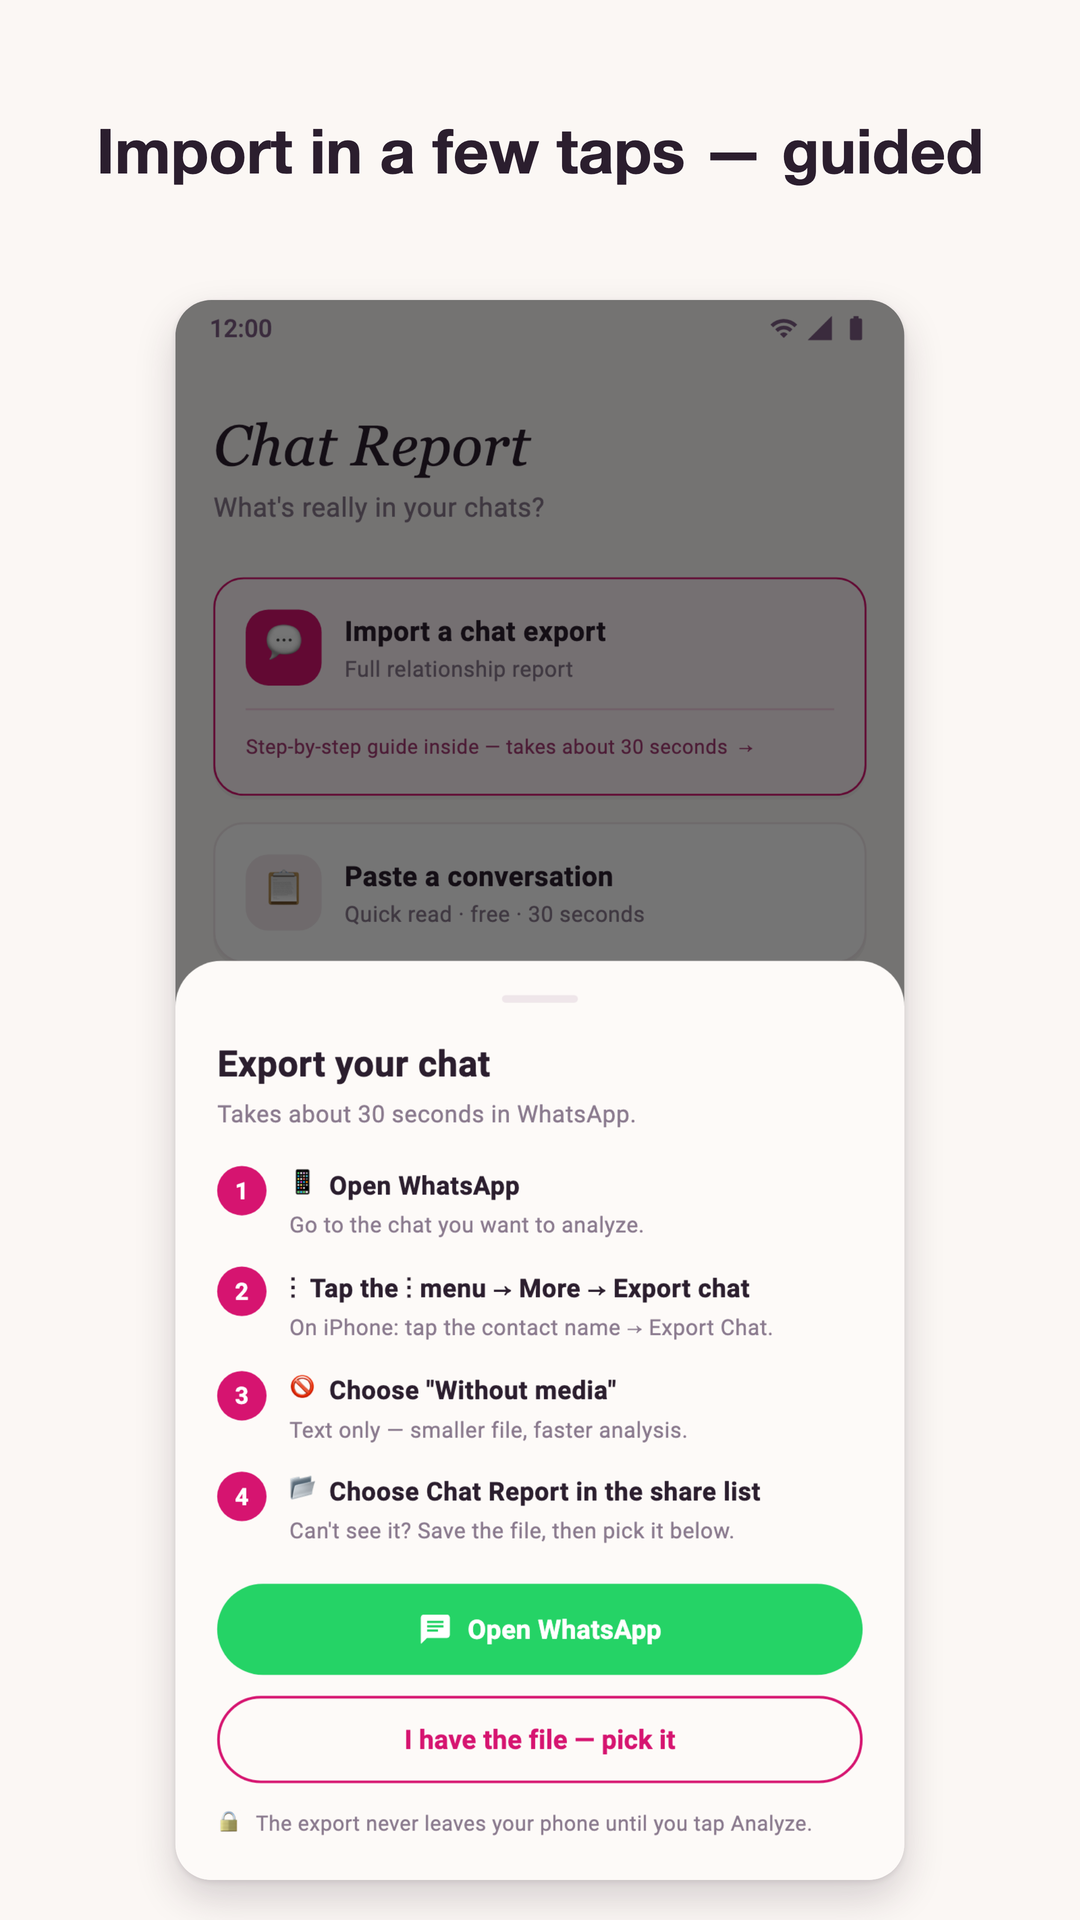 Import in a few taps — guided
12:00
Chat Report
What's really in your chats?
Import a chat export
Full relationship report
Step-by-step guide inside — takes about 30 seconds →
Paste a conversation
Quick read · free · 30 seconds
Export your chat
Takes about 30 seconds in WhatsApp.
1 📱 Open WhatsApp
Go to the chat you want to analyze.
2 ⋮ Tap the ⋮ menu → More → Export chat
On iPhone: tap the contact name → Export Chat.
3 🚫 Choose "Without media"
Text only — smaller file, faster analysis.
4 📂 Choose Chat Report in the share list
Can't see it? Save the file, then pick it below.
Open WhatsApp
I have the file — pick it
🔒 The export never leaves your phone until you tap Analyze.